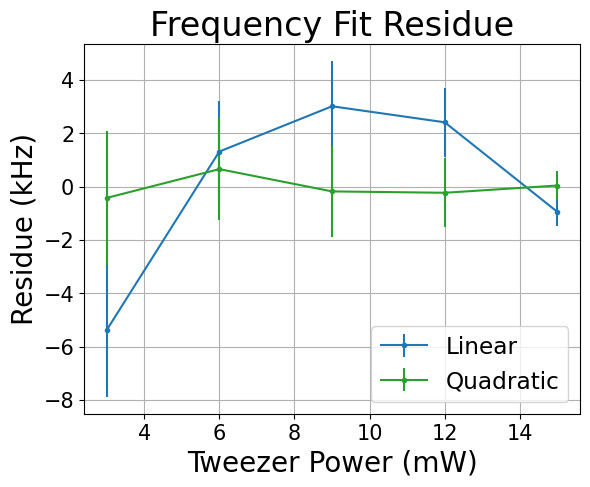 Frequency Fit Residue
Residue (kHz)
4
2
0
−2
−4
−6
−8
Linear
Quadratic
4 6 8 10 12 14
Tweezer Power (mW)